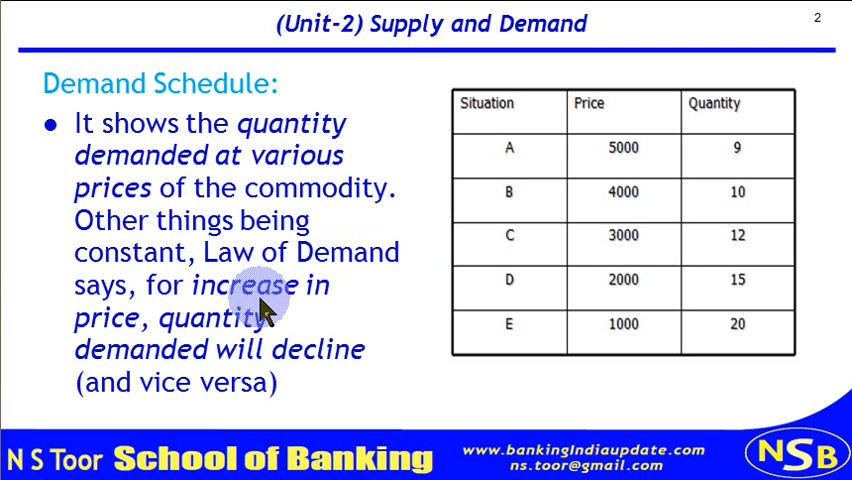 (Unit-2) Supply and Demand
2
Demand Schedule:
It shows the quantity
demanded at various
prices of the commodity.
Other things being
constant, Law of Demand
says, for increase in
price, quantity
demanded will decline
(and vice versa)
Situation Price Quantity
A 5000 9
B 4000 10
C 3000 12
D 2000 15
E 1000 20
N S Toor School of Banking
www.bankingIndiaupdate.com
ns.toor@gmail.com
NSB